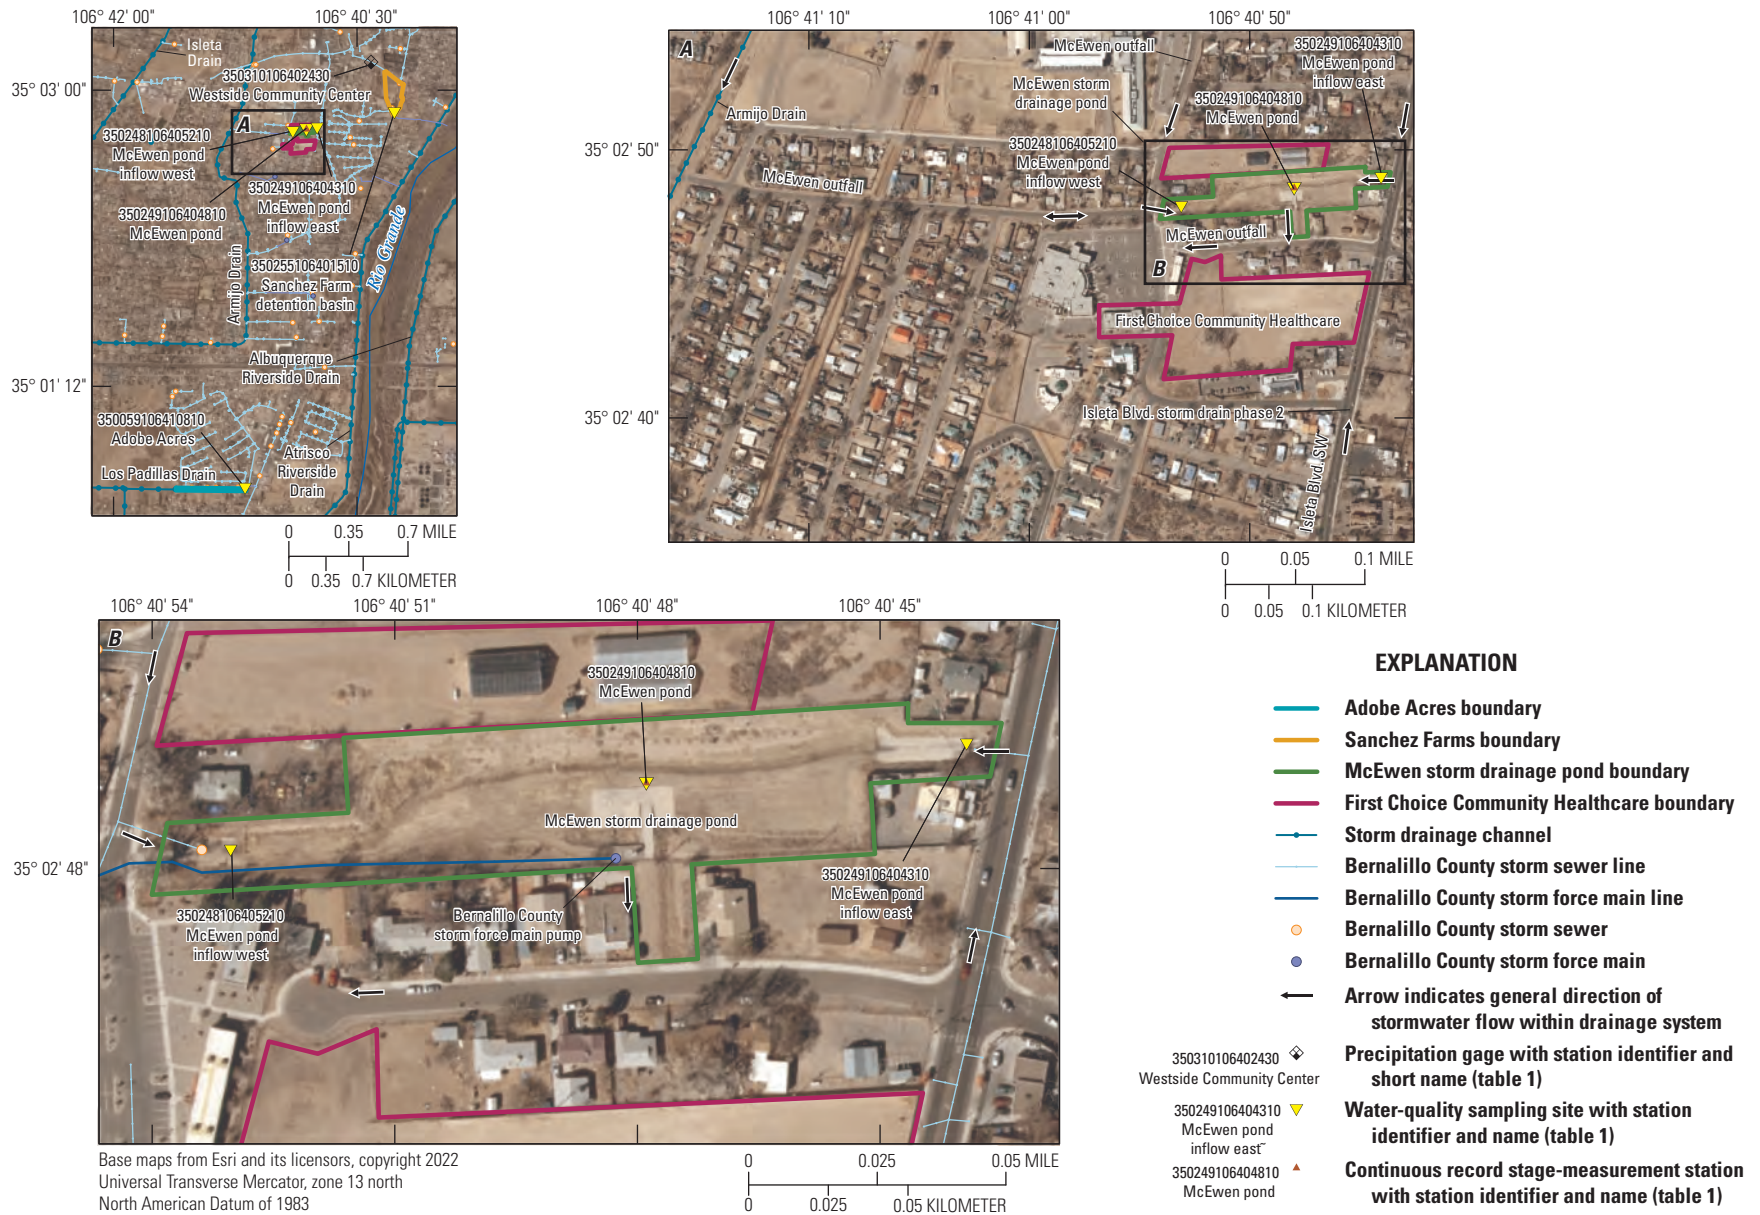 106° 42' 00"
106° 40' 30"
35° 03' 00"
35° 01' 12"
Isleta
Drain
350310106402430
Westside Community Center
A
350248106405210
McEwen pond
inflow west
350249106404310
McEwen pond
inflow east
350249106404810
McEwen pond
Armijo Drain
350255106401510
Sanchez Farm
detention basin
Rio Grande
Albuquerque
Riverside Drain
350059106410810
Adobe Acres
Los Padillas Drain
Atrisco
Riverside
Drain
0 0.35 0.7 MILE
0 0.35 0.7 KILOMETER
106° 41' 10"
106° 41' 00"
106° 40' 50"
35° 02' 50"
35° 02' 40"
A
McEwen outfall
350249106404310
McEwen pond
inflow east
McEwen storm
drainage pond
350249106404810
McEwen pond
Armijo Drain
350248106405210
McEwen pond
inflow west
McEwen outfall
McEwen outfall
B
First Choice Community Healthcare
Isleta Blvd. storm drain phase 2
Isleta Blvd. SW
0 0.05 0.1 MILE
0 0.05 0.1 KILOMETER
106° 40' 54"
106° 40' 51"
106° 40' 48"
106° 40' 45"
35° 02' 48"
B
350249106404810
McEwen pond
McEwen storm drainage pond
350249106404310
McEwen pond
inflow east
350248106405210
McEwen pond
inflow west
Bernalillo County
storm force main pump
Base maps from Esri and its licensors, copyright 2022
Universal Transverse Mercator, zone 13 north
North American Datum of 1983
0 0.025 0.05 MILE
0 0.025 0.05 KILOMETER
EXPLANATION
Adobe Acres boundary
Sanchez Farms boundary
McEwen storm drainage pond boundary
First Choice Community Healthcare boundary
Storm drainage channel
Bernalillo County storm sewer line
Bernalillo County storm force main line
Bernalillo County storm sewer
Bernalillo County storm force main
Arrow indicates general direction of
stormwater flow within drainage system
350310106402430
Westside Community Center
Precipitation gage with station identifier and
short name (table 1)
350249106404310
McEwen pond
inflow east
Water-quality sampling site with station
identifier and name (table 1)
350249106404810
McEwen pond
Continuous record stage-measurement station
with station identifier and name (table 1)